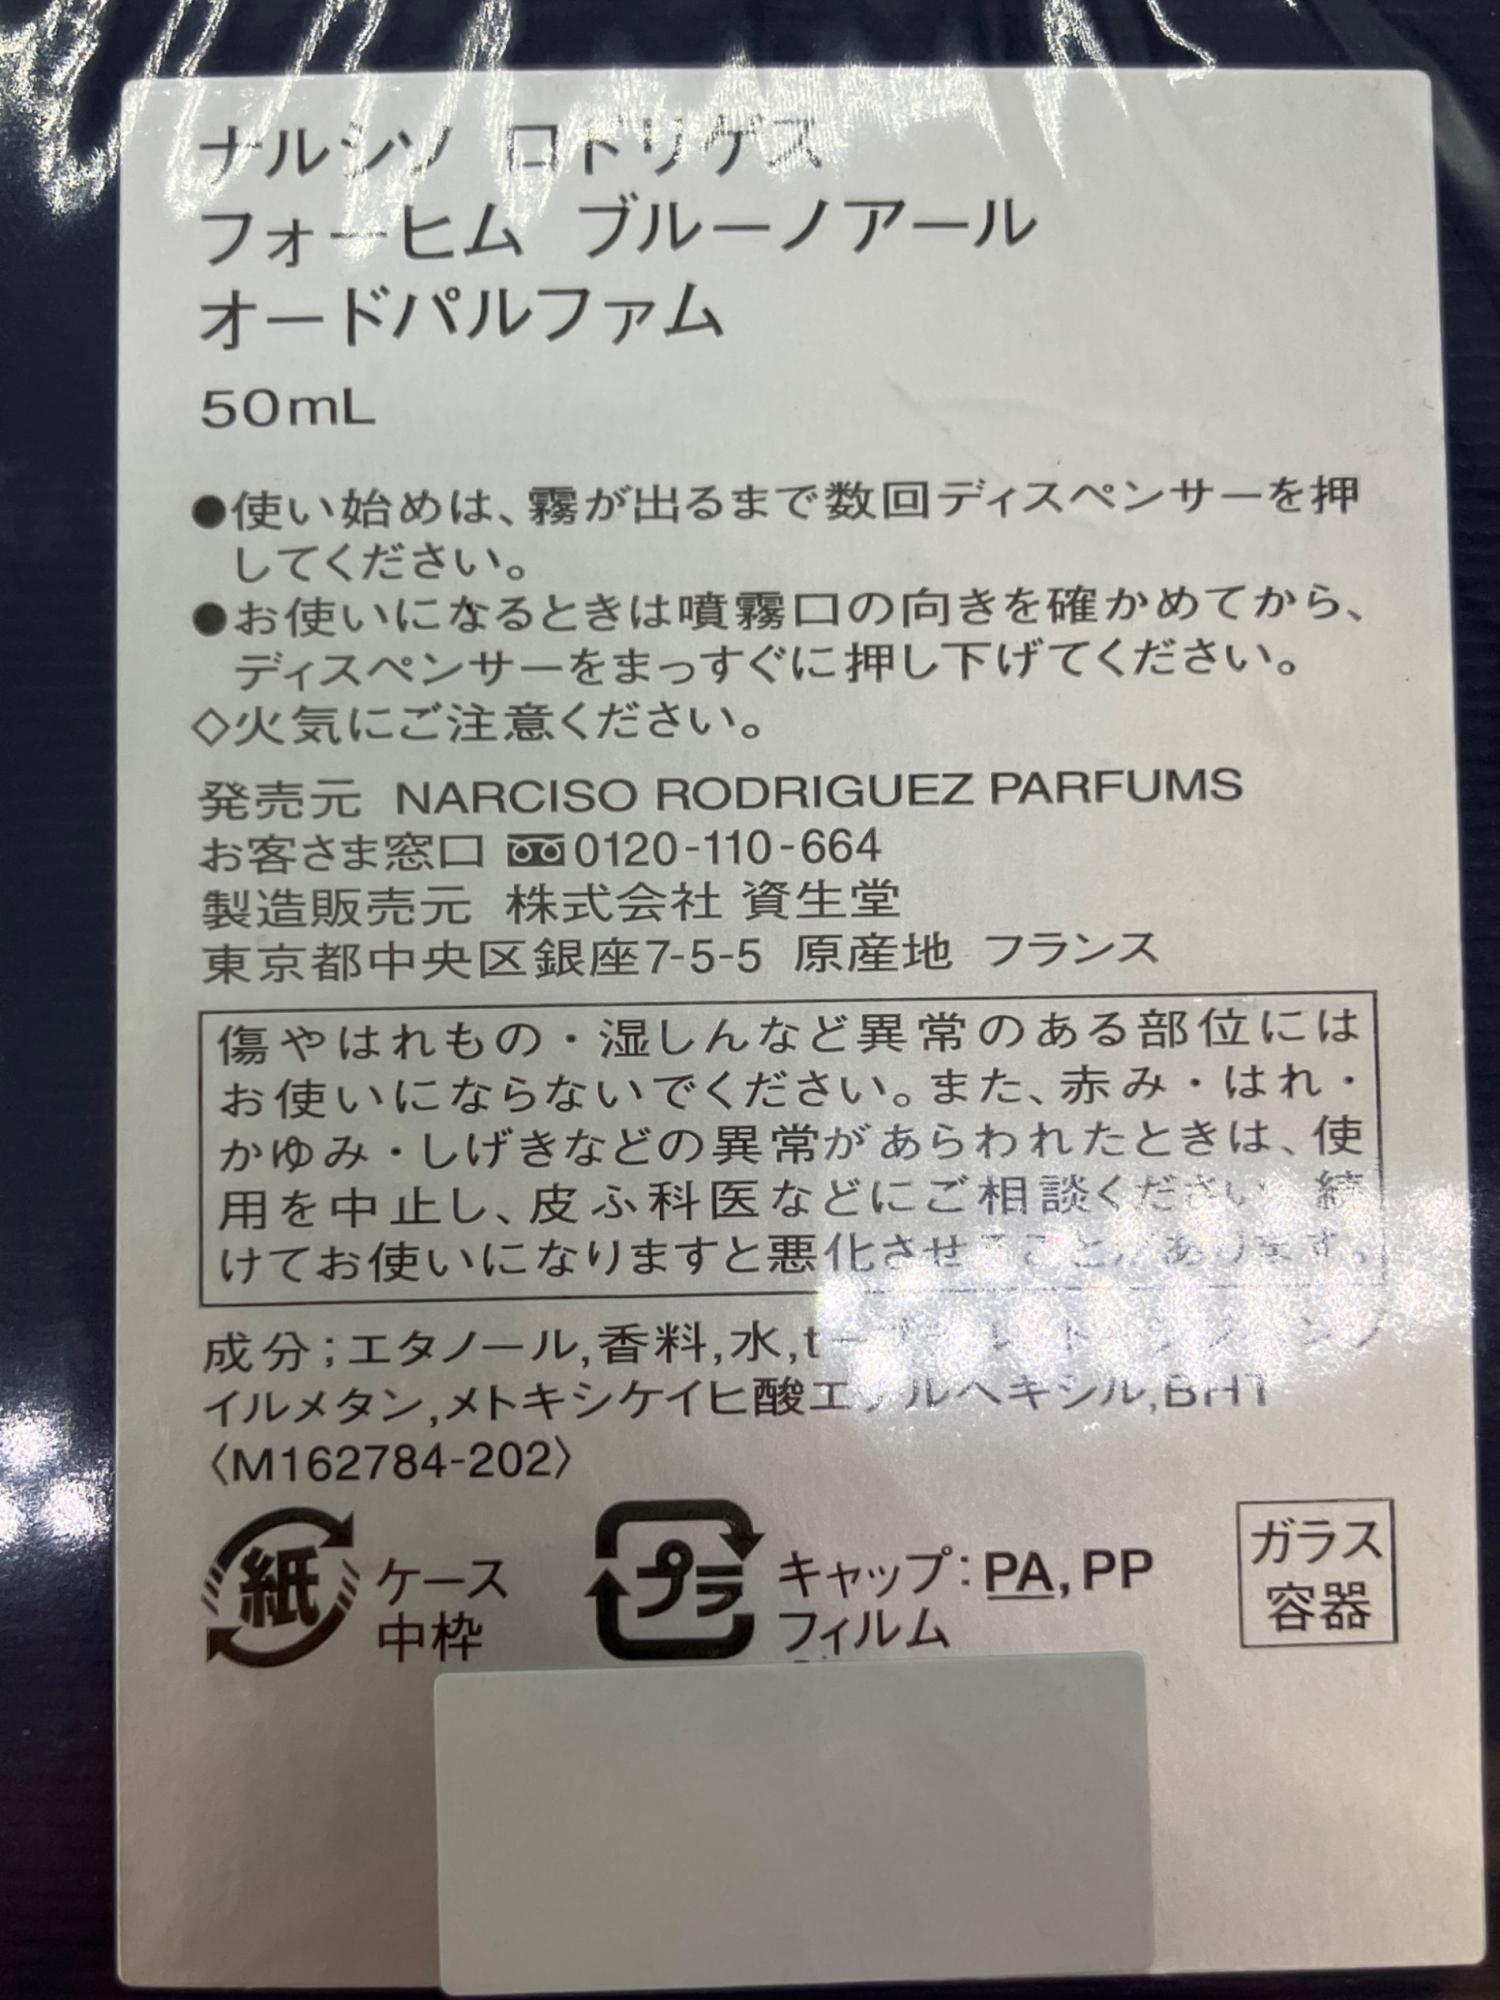 ナルシソ ロドリゲス
フォーヒム ブルーノアール
オードパルファム
50mL
●使い始めは、霧が出るまで数回ディスペンサーを押
してください。
●お使いになるときは噴霧口の向きを確かめてから、
ディスペンサーをまっすぐに押し下げてください。
◇火気にご注意ください。
発売元 NARCISO RODRIGUEZ PARFUMS
お客さま窓口 0120-110-664
製造販売元 株式会社 資生堂
東京都中央区銀座7-5-5 原産地 フランス
傷やはれもの・湿しんなど異常のある部位には
お使いにならないでください。また、赤み・はれ・
かゆみ・しげきなどの異常があらわれたときは、使
用を中止し、皮ふ科医などにご相談ください。続
けてお使いになりますと悪化させることがあります。
成分;エタノール,香料,水,t
イルメタン,メトキシケイヒ酸エチルヘキシル,BHT
〈M162784-202〉
紙 ケース
中枠
プラ キャップ:PA,PP
フィルム
ガラス
容器